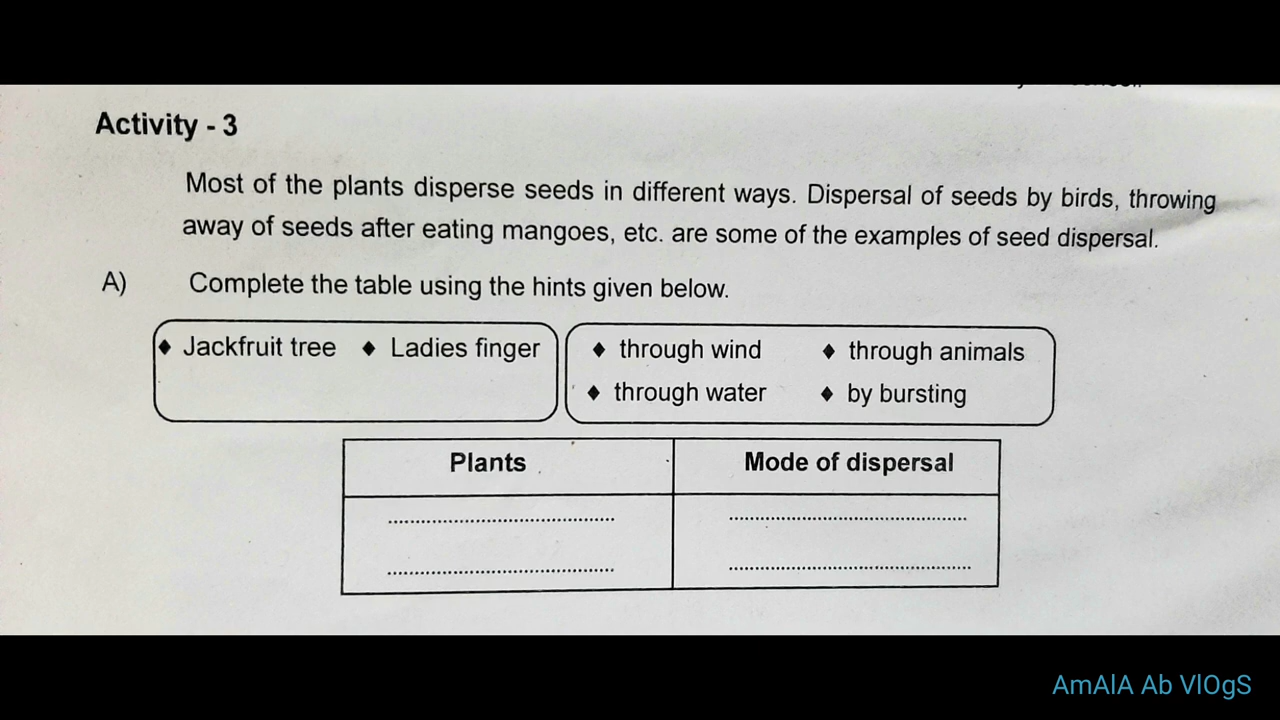 Activity - 3
Most of the plants disperse seeds in different ways. Dispersal of seeds by birds, throwing
away of seeds after eating mangoes, etc. are some of the examples of seed dispersal.
A) Complete the table using the hints given below.
♦ Jackfruit tree ♦ Ladies finger
♦ through wind ♦ through animals
♦ through water ♦ by bursting
Plants Mode of dispersal
AmAlA Ab VlOgS